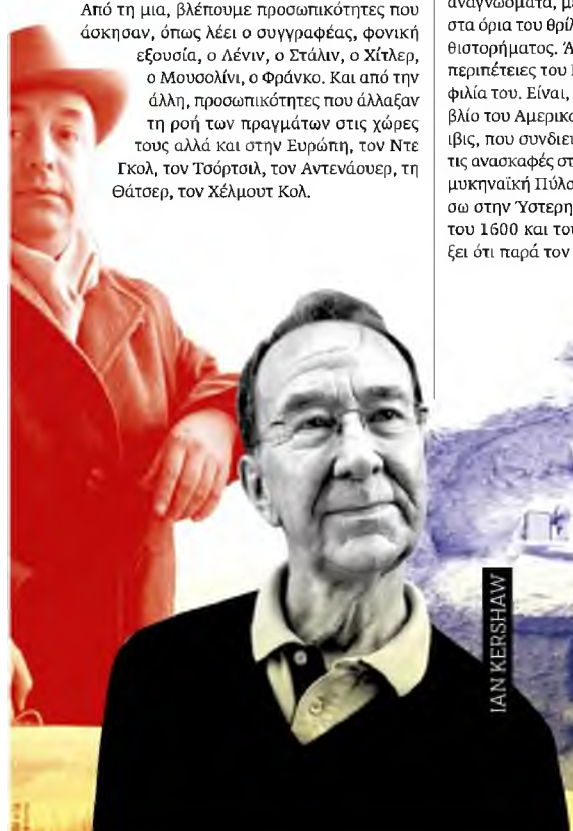 Από τη μια, βλέπουμε προσωπικότητες που
άσκησαν, όπως λέει ο συγγραφέας, φονική
εξουσία, ο Λένιν, ο Στάλιν, ο Χίτλερ,
ο Μουσολίνι, ο Φράνκο. Και από την
άλλη, προσωπικότητες που άλλαξαν
τη ροή των πραγμάτων στις χώρες
τους αλλά και στην Ευρώπη, τον Ντε
Γκολ, τον Τσόρτσιλ, τον Αντενάουερ, τη
Θάτσερ, τον Χέλμουτ Κολ.
αναγνώσματα, με
στα όρια του θρίλ
θιστορήματος. Ά
περιπέτειες του
φιλία του. Είναι,
βλίο του Αμερικα
ιβις, που συνδιευ
τις ανασκαφές στ
μυκηναϊκή Πύλο
σω στην Ύστερη
του 1600 και του
ξει ότι παρά τον
IAN KERSHAW